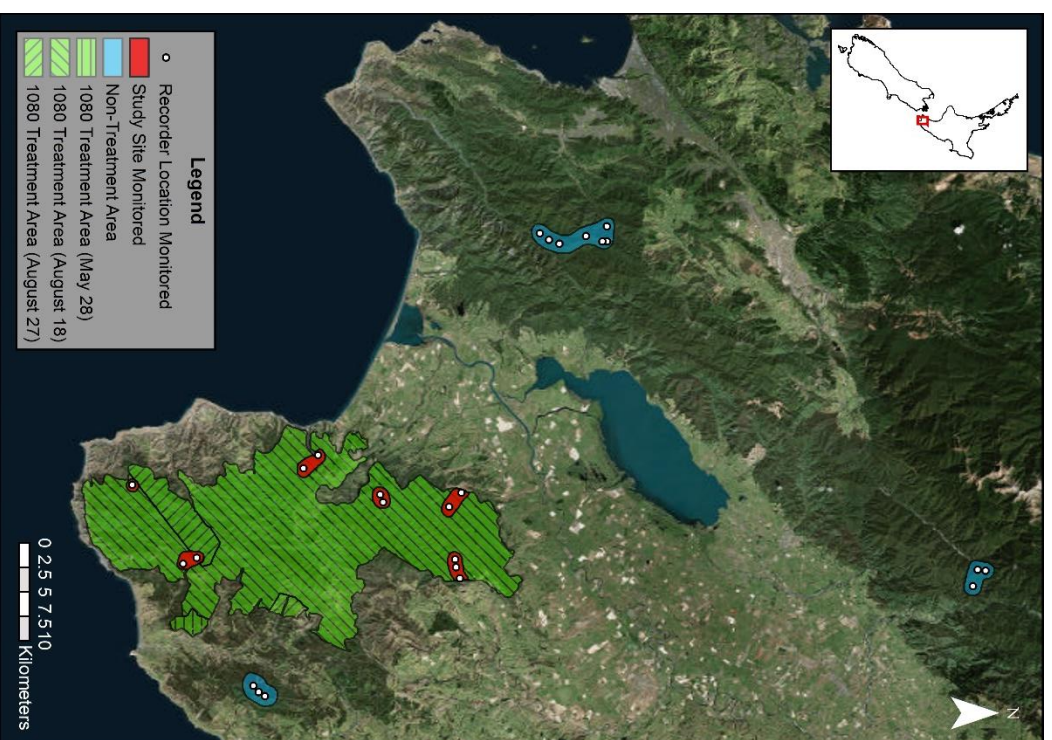 N
Legend
Recorder Location Monitored
Study Site Monitored
Non-Treatment Area
1080 Treatment Area (May 28)
1080 Treatment Area (August 18)
1080 Treatment Area (August 27)
0 2.5 5 7.5 10
Kilometers